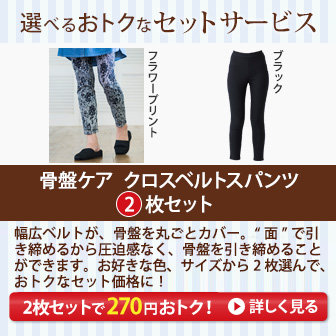 選べるおトクなセットサービス
フラワープリント
ブラック
骨盤ケア クロスベルトスパンツ
2枚セット
幅広ベルトが、骨盤を丸ごとカバー。“面”で引
き締めるから圧迫感なく、骨盤を引き締めること
ができます。お好きな色、サイズから2枚選んで、
おトクなセット価格に！
2枚セットで270円おトク！
詳しく見る